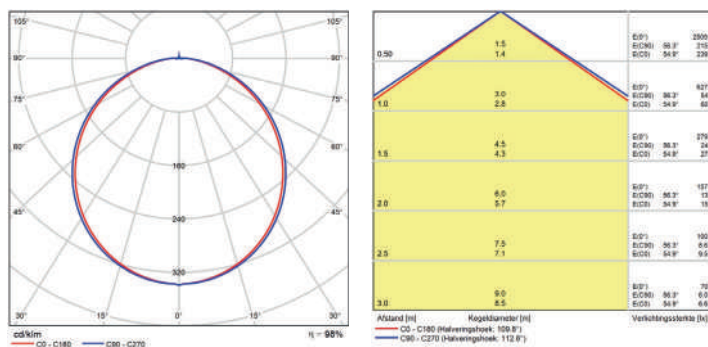 105° 105°
90° 90°
75° 75°
60° 60°
45° 45°
160
240
320
30° 15° 0° 15° 30°
cd/klm η = 98%
C0 - C180 C90 - C270
0.50 1.5 1.4
E(0°) 2505
E(C90) 56.3° 215
E(C0) 54.9° 239
1.0 3.0 2.8
E(0°) 627
E(C90) 56.3° 54
E(C0) 54.9° 60
1.5 4.5 4.3
E(0°) 279
E(C90) 56.3° 24
E(C0) 54.9° 27
2.0 6.0 5.7
E(0°) 157
E(C90) 56.3° 13
E(C0) 54.9° 15
2.5 7.5 7.1
E(0°) 100
E(C90) 56.3° 8.6
E(C0) 54.9° 9.5
3.0 9.0 8.5
E(0°) 70
E(C90) 56.3° 6.0
E(C0) 54.9° 6.6
Afstand [m] Kegeldiameter [m] Verlichtingssterkte [lx]
C0 - C180 (Halveringshoek: 109.8°)
C90 - C270 (Halveringshoek: 112.6°)